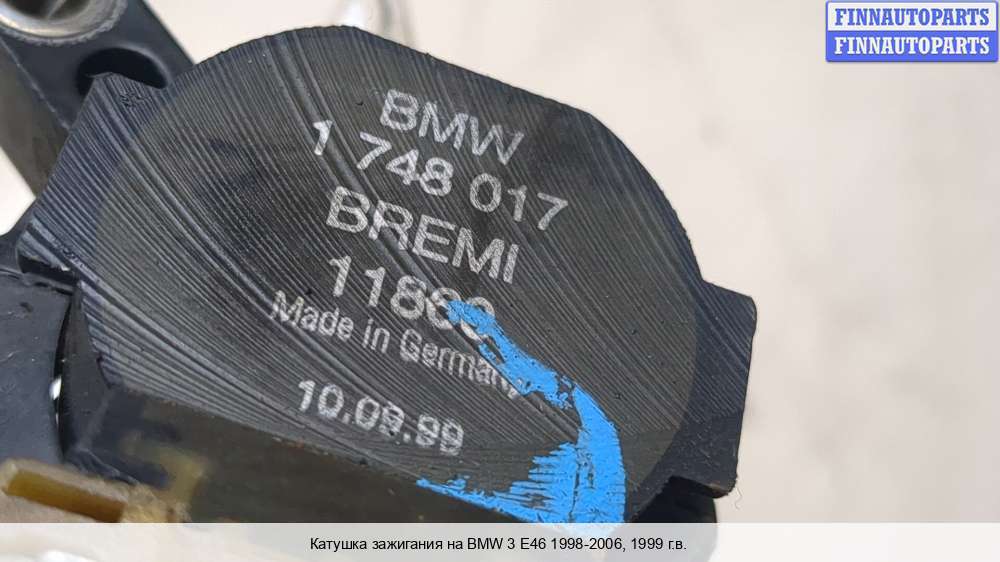 FINNAUTOPARTS
FINNAUTOPARTS
BMW
1 748 017
BREMI
Made in Germany
10.09.99
Катушка зажигания на BMW 3 E46 1998-2006, 1999 г.в.